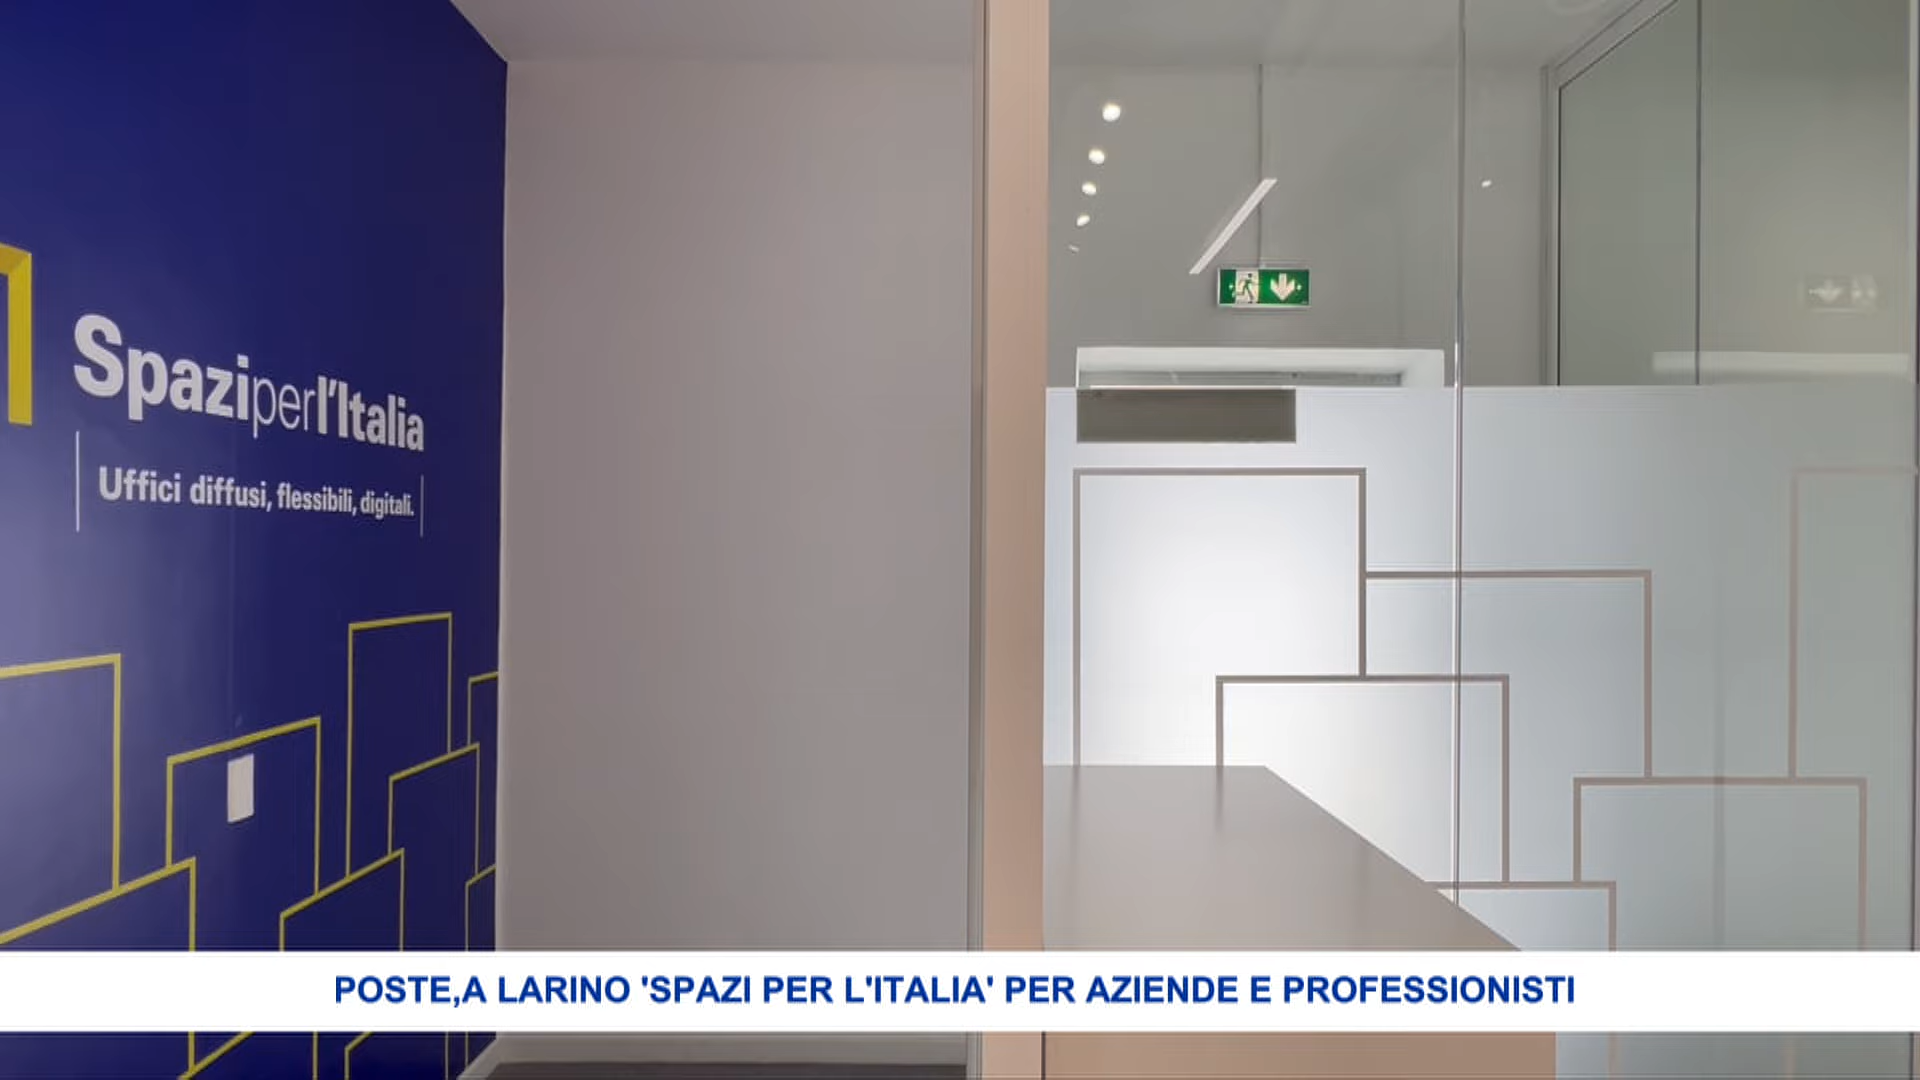 Spaziperl'Italia
Uffici diffusi, flessibili, digitali.
POSTE,A LARINO 'SPAZI PER L'ITALIA' PER AZIENDE E PROFESSIONISTI